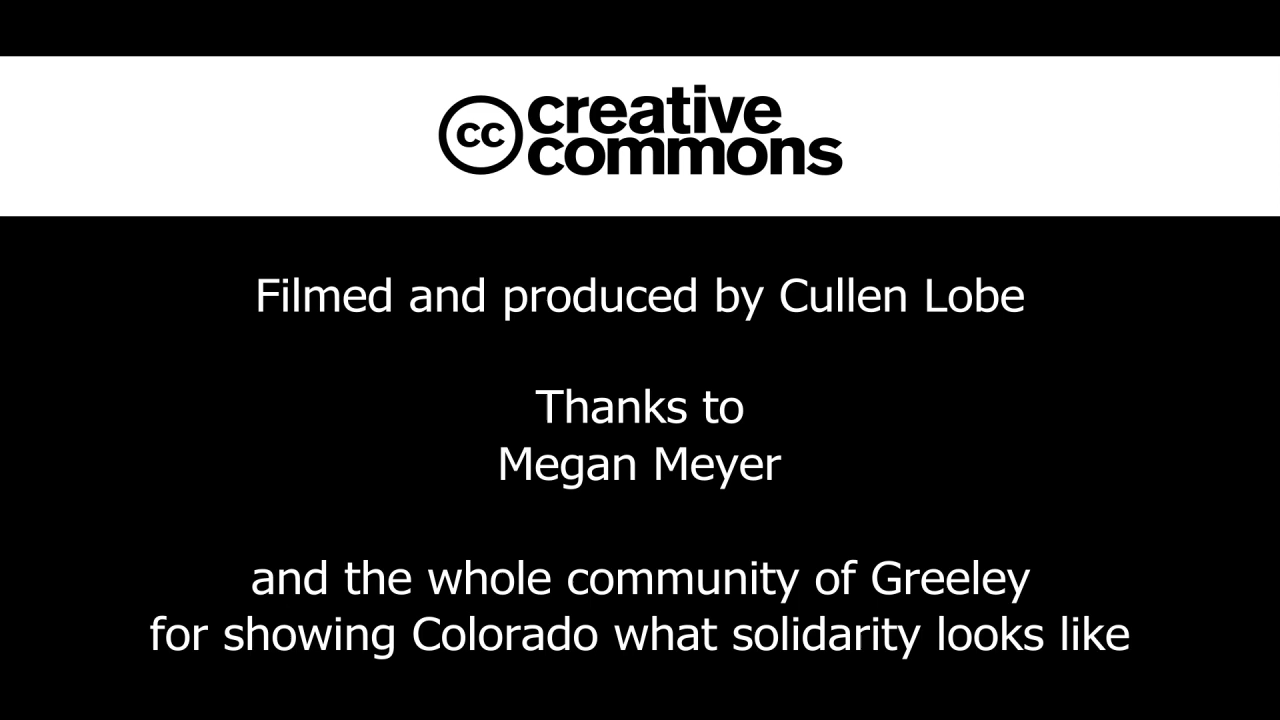 cc creative
commons
Filmed and produced by Cullen Lobe
Thanks to
Megan Meyer
and the whole community of Greeley
for showing Colorado what solidarity looks like